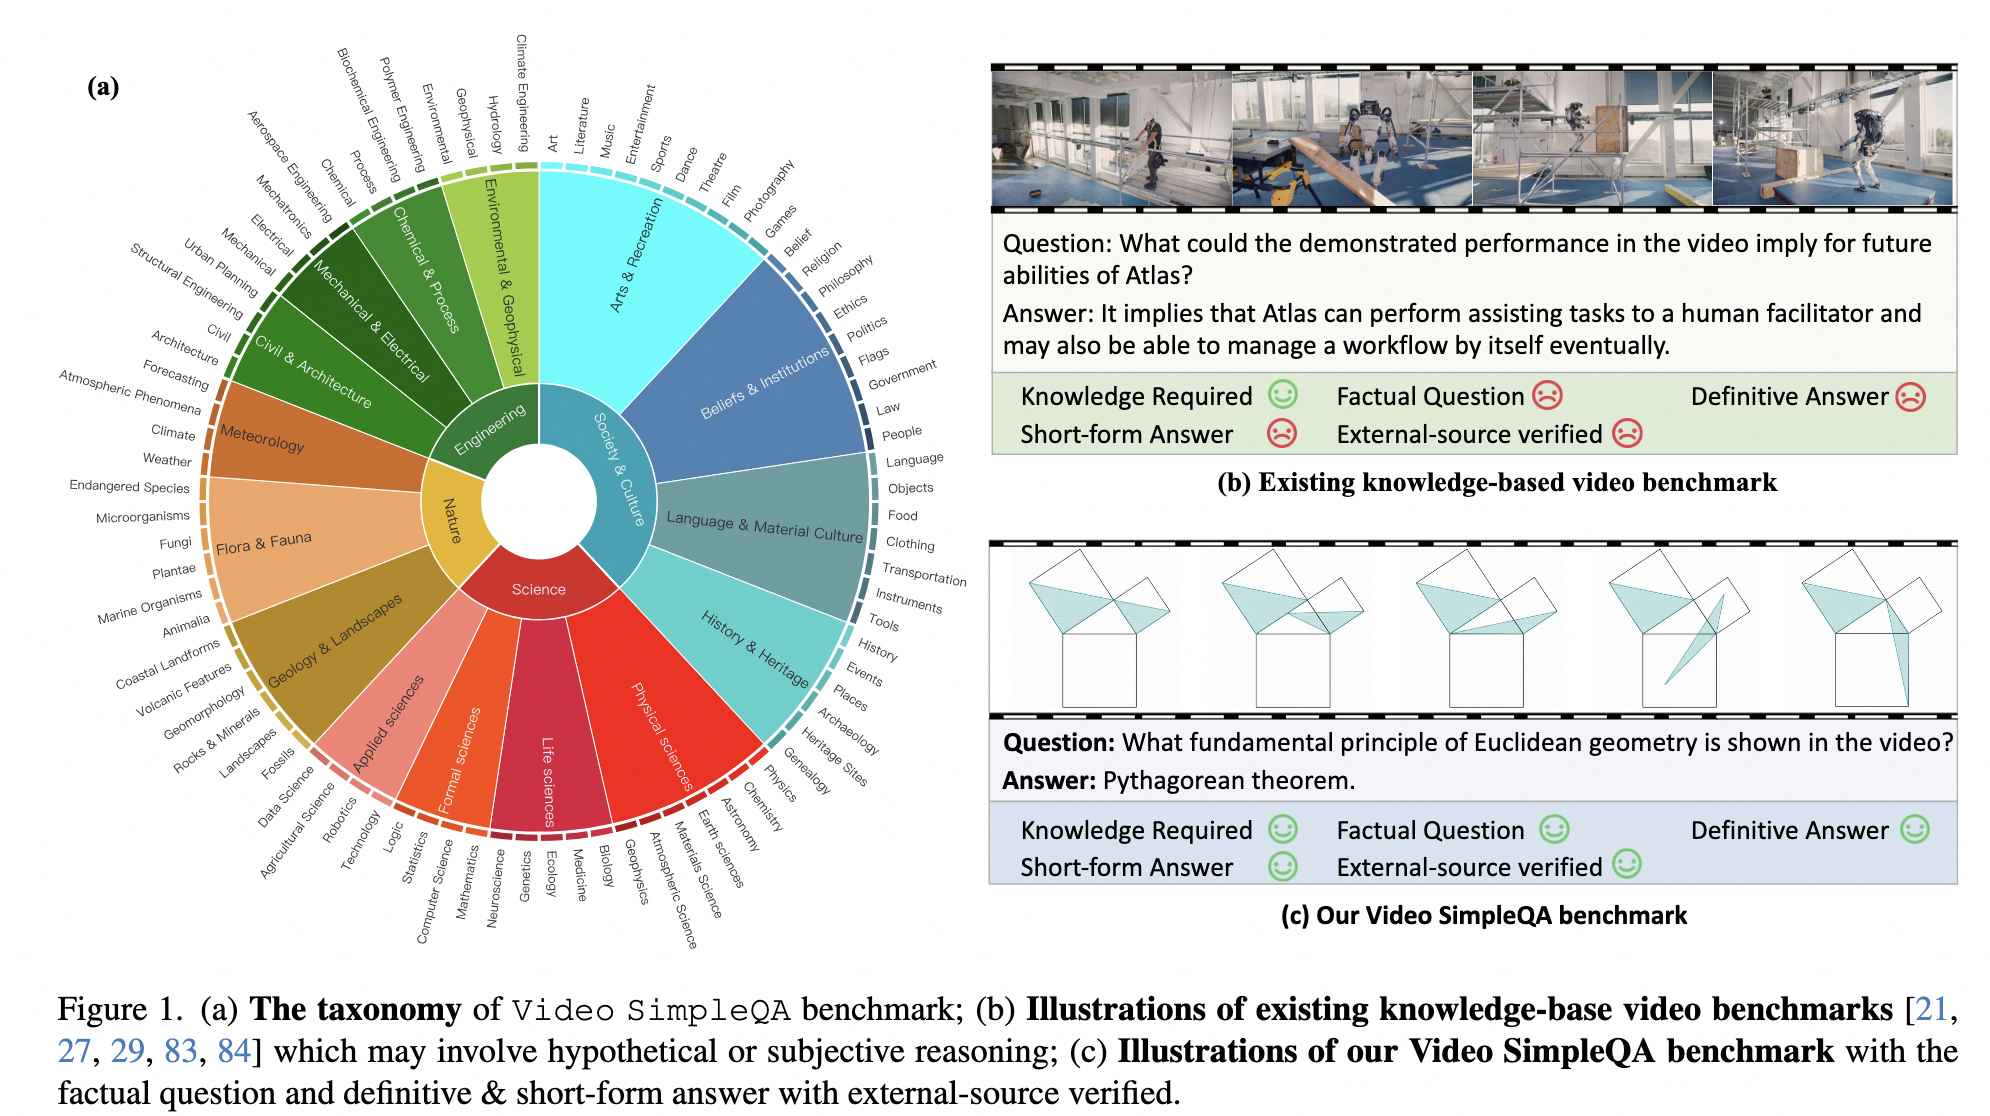 (a)
Society & Culture
Arts & Recreation
Art
Literature
Music
Entertainment
Sports
Dance
Theatre
Film
Photography
Games
Beliefs & Institutions
Belief
Religion
Philosophy
Ethics
Politics
Flags
Government
Law
People
Language & Material Culture
Language
Objects
Food
Clothing
Transportation
Instruments
Tools
History & Heritage
History
Events
Places
Archaeology
Heritage Sites
Genealogy
Science
Physical sciences
Physics
Chemistry
Astronomy
Earth sciences
Materials Science
Atmospheric Science
Geophysics
Life sciences
Biology
Medicine
Ecology
Genetics
Neuroscience
Formal sciences
Mathematics
Computer Science
Statistics
Logic
Applied sciences
Technology
Robotics
Agricultural Science
Data Science
Nature
Geology & Landscapes
Fossils
Landscapes
Rocks & Minerals
Geomorphology
Volcanic Features
Coastal Landforms
Flora & Fauna
Animalia
Marine Organisms
Plantae
Fungi
Microorganisms
Endangered Species
Meteorology
Weather
Climate
Atmospheric Phenomena
Forecasting
Engineering
Civil & Architecture
Architecture
Civil
Structural Engineering
Urban Planning
Mechanical & Electrical
Mechanical
Electrical
Mechatronics
Aerospace Engineering
Chemical & Process
Chemical
Process
Biochemical Engineering
Polymer Engineering
Environmental & Geophysical
Environmental
Geophysical
Hydrology
Climate Engineering
Question: What could the demonstrated performance in the video imply for future
abilities of Atlas?
Answer: It implies that Atlas can perform assisting tasks to a human facilitator and
may also be able to manage a workflow by itself eventually.
Knowledge Required Factual Question Definitive Answer
Short-form Answer External-source verified
(b) Existing knowledge-based video benchmark
Question: What fundamental principle of Euclidean geometry is shown in the video?
Answer: Pythagorean theorem.
Knowledge Required Factual Question Definitive Answer
Short-form Answer External-source verified
(c) Our Video SimpleQA benchmark
Figure 1. (a) The taxonomy of Video SimpleQA benchmark; (b) Illustrations of existing knowledge-base video benchmarks [21,
27, 29, 83, 84] which may involve hypothetical or subjective reasoning; (c) Illustrations of our Video SimpleQA benchmark with the
factual question and definitive & short-form answer with external-source verified.